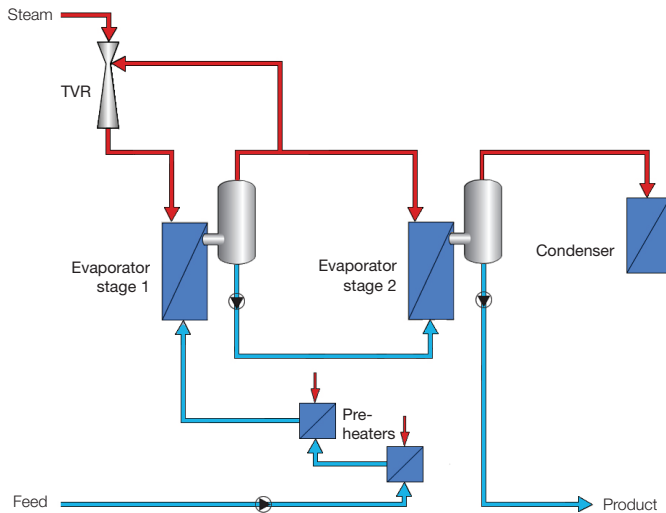 Steam
TVR
Evaporator
stage 1
Evaporator
stage 2
Condenser
Pre-
heaters
Feed
Product